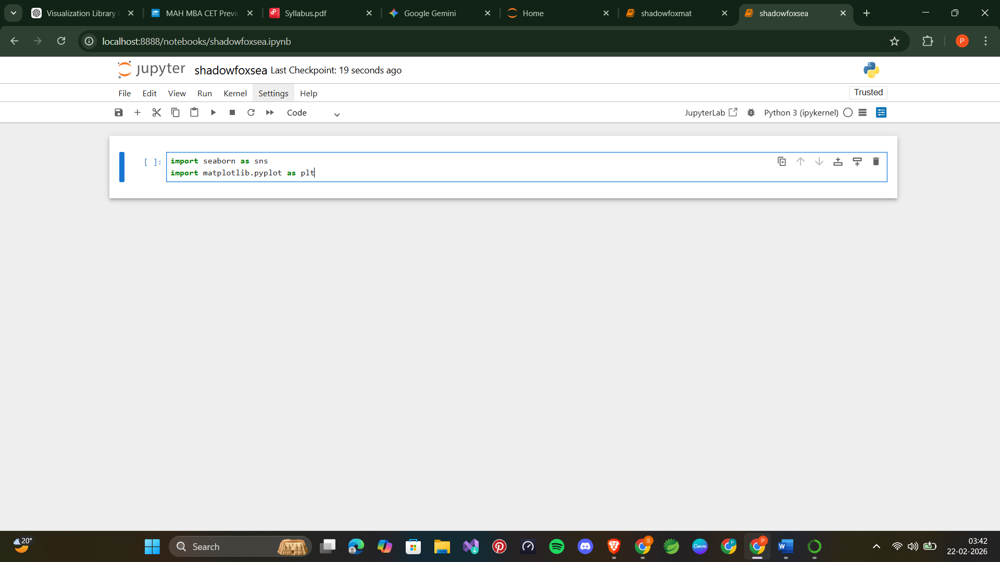 Visualization Library
MAH MBA CET Previ
Syllabus.pdf
Google Gemini
Home
shadowfoxmat
shadowfoxsea
localhost:8888/notebooks/shadowfoxsea.ipynb
P
jupyter shadowfoxsea Last Checkpoint: 19 seconds ago
File Edit View Run Kernel Settings Help
Trusted
Code
JupyterLab
Python 3 (ipykernel)
[ ]: import seaborn as sns
import matplotlib.pyplot as plt
20°
Search
Canva
S
P
P
W
03:42
22-02-2026